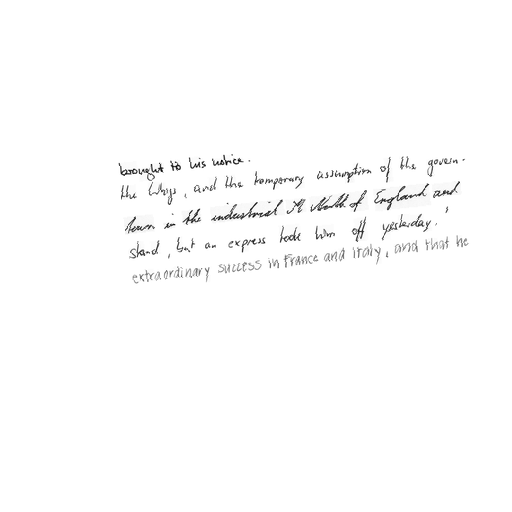 brought to his notice.
the Whigs, and the temporary assumption of the govern-
town in the industrial North of England and
stand, but an express took him off yesterday.'
extraordinary success in France and Italy, and that he